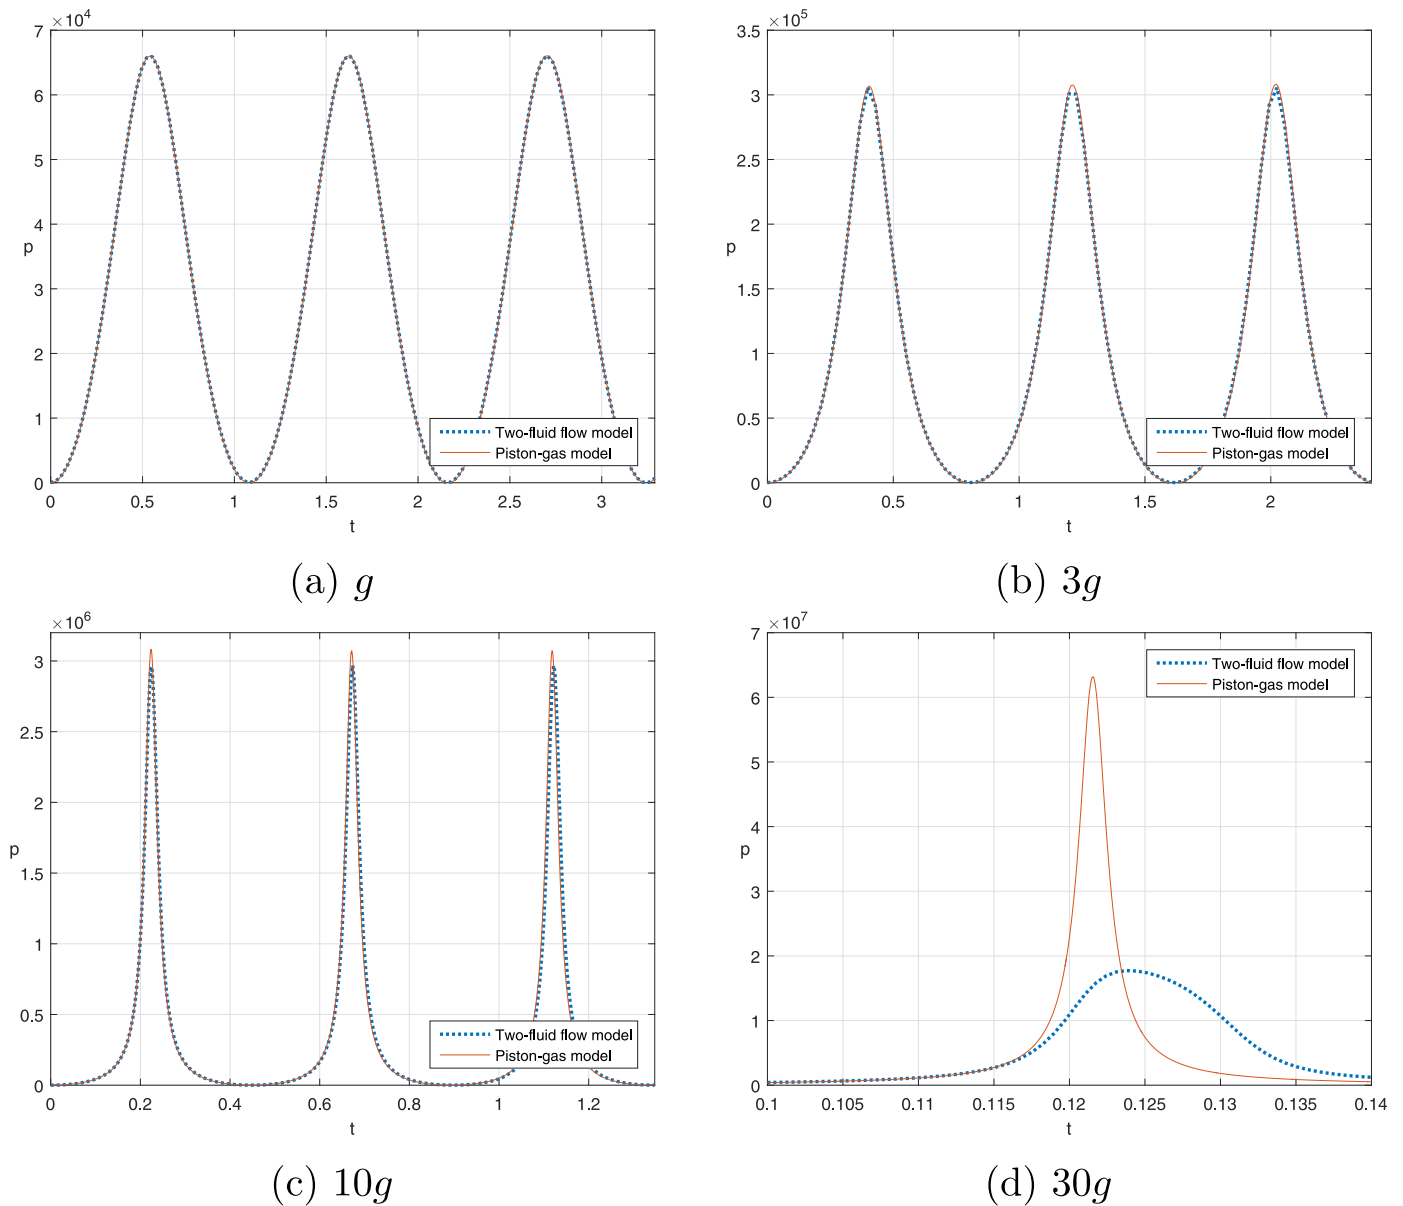 ×10⁴
7
6
5
4
3
2
1
0
p
0 0.5 1 1.5 2 2.5 3
t
Two-fluid flow model
Piston-gas model
(a) g
×10⁵
3.5
3
2.5
2
1.5
1
0.5
0
p
0 0.5 1 1.5 2
t
Two-fluid flow model
Piston-gas model
(b) 3g
×10⁶
3
2.5
2
1.5
1
0.5
0
p
0 0.2 0.4 0.6 0.8 1 1.2
t
Two-fluid flow model
Piston-gas model
(c) 10g
×10⁷
7
6
5
4
3
2
1
0
p
0.1 0.105 0.11 0.115 0.12 0.125 0.13 0.135 0.14
t
Two-fluid flow model
Piston-gas model
(d) 30g